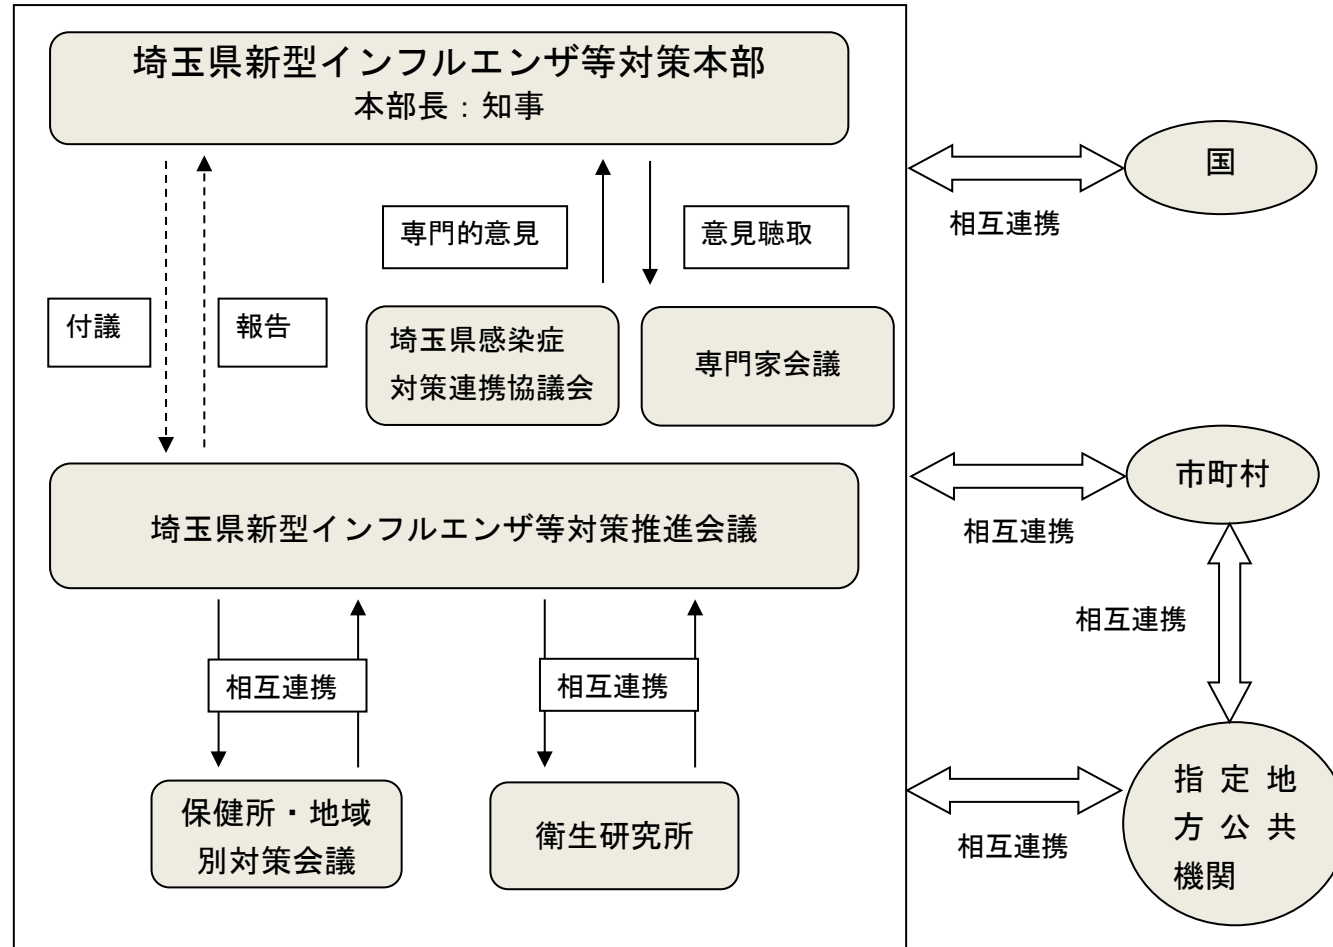 埼玉県新型インフルエンザ等対策本部
本部長：知事
国
相互連携
専門的意見
意見聴取
付議
報告
埼玉県感染症
対策連携協議会
専門家会議
市町村
相互連携
埼玉県新型インフルエンザ等対策推進会議
相互連携
相互連携
相互連携
保健所・地域
別対策会議
衛生研究所
相互連携
指定地
方公共
機関